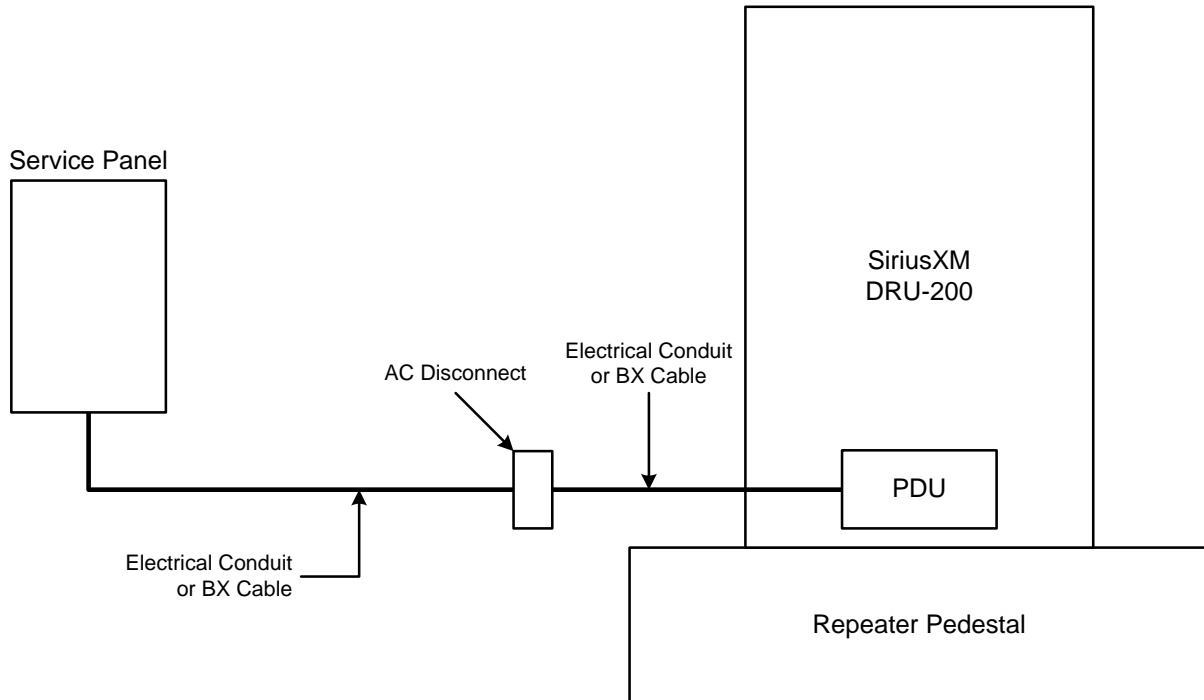 Service Panel
SiriusXM
DRU-200
AC Disconnect
Electrical Conduit
or BX Cable
PDU
Electrical Conduit
or BX Cable
Repeater Pedestal